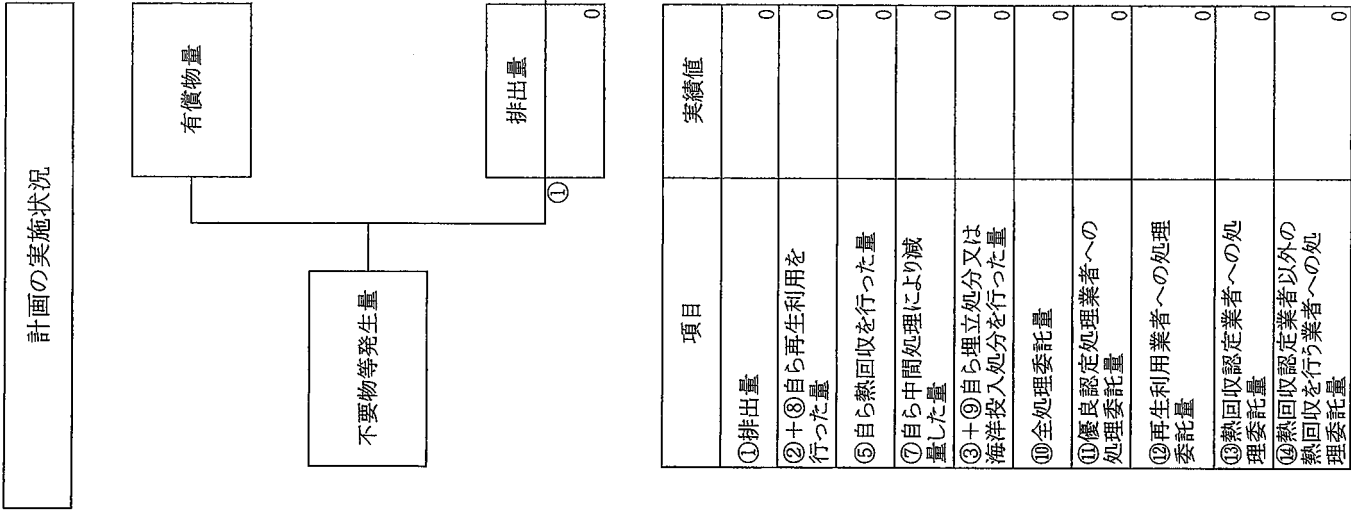 計画の実施状況
有償物量
不要物等発生量
排出量
0
①
項目
実績値
①排出量
0
②+⑧自ら再生利用を
行った量
0
⑤自ら熱回収を行った量
0
⑦自ら中間処理により減
量した量
0
③+⑨自ら埋立処分又は
海洋投入処分を行った量
0
⑩全処理委託量
0
⑪優良認定処理業者への
処理委託量
0
⑫再生利用業者への処理
委託量
0
⑬熱回収認定業者への処
理委託量
0
⑭熱回収認定業者以外の
熱回収を行う業者への処
理委託量
0